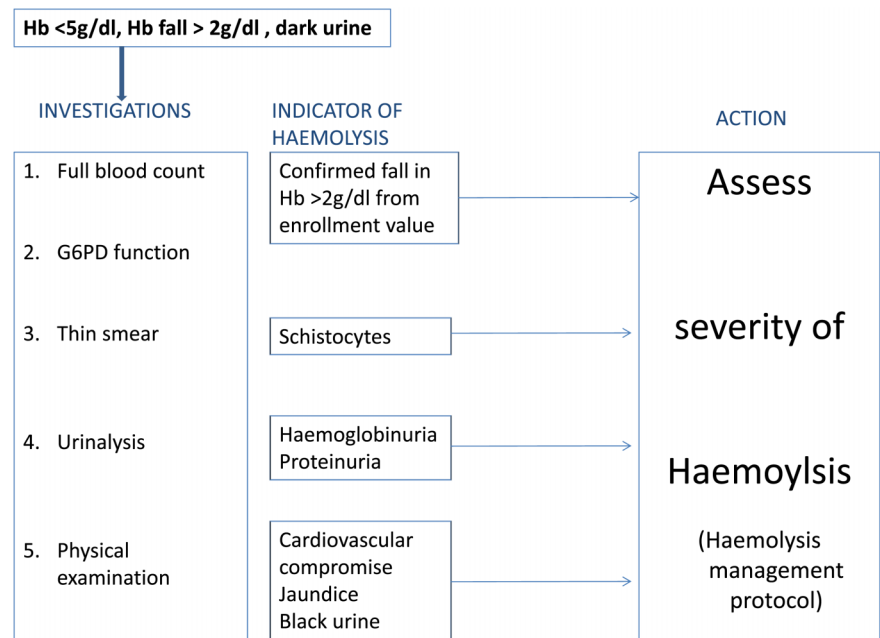 Hb <5g/dl, Hb fall > 2g/dl , dark urine
INVESTIGATIONS
INDICATOR OF
HAEMOLYSIS
ACTION
1. Full blood count
2. G6PD function
3. Thin smear
4. Urinalysis
5. Physical
examination
Confirmed fall in
Hb >2g/dl from
enrollment value
Schistocytes
Haemoglobinuria
Proteinuria
Cardiovascular
compromise
Jaundice
Black urine
Assess
severity of
Haemoylsis
(Haemolysis
management
protocol)